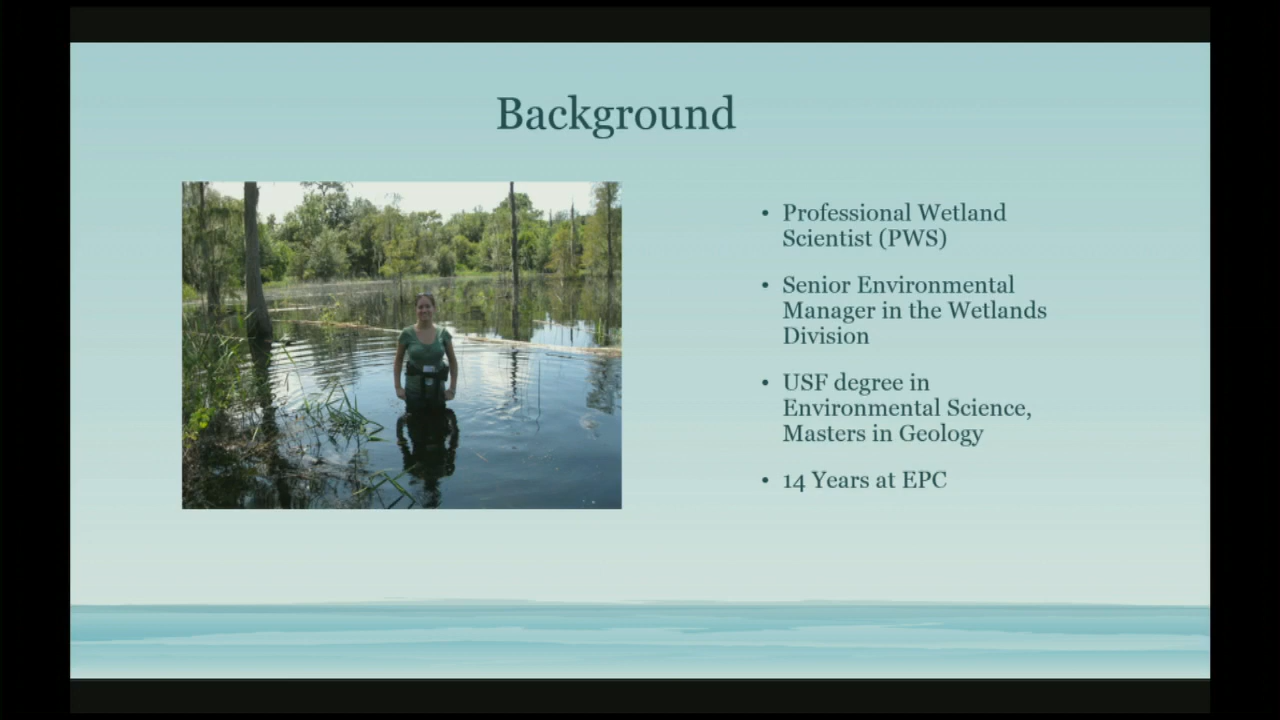 Background
• Professional Wetland
Scientist (PWS)
• Senior Environmental
Manager in the Wetlands
Division
• USF degree in
Environmental Science,
Masters in Geology
• 14 Years at EPC